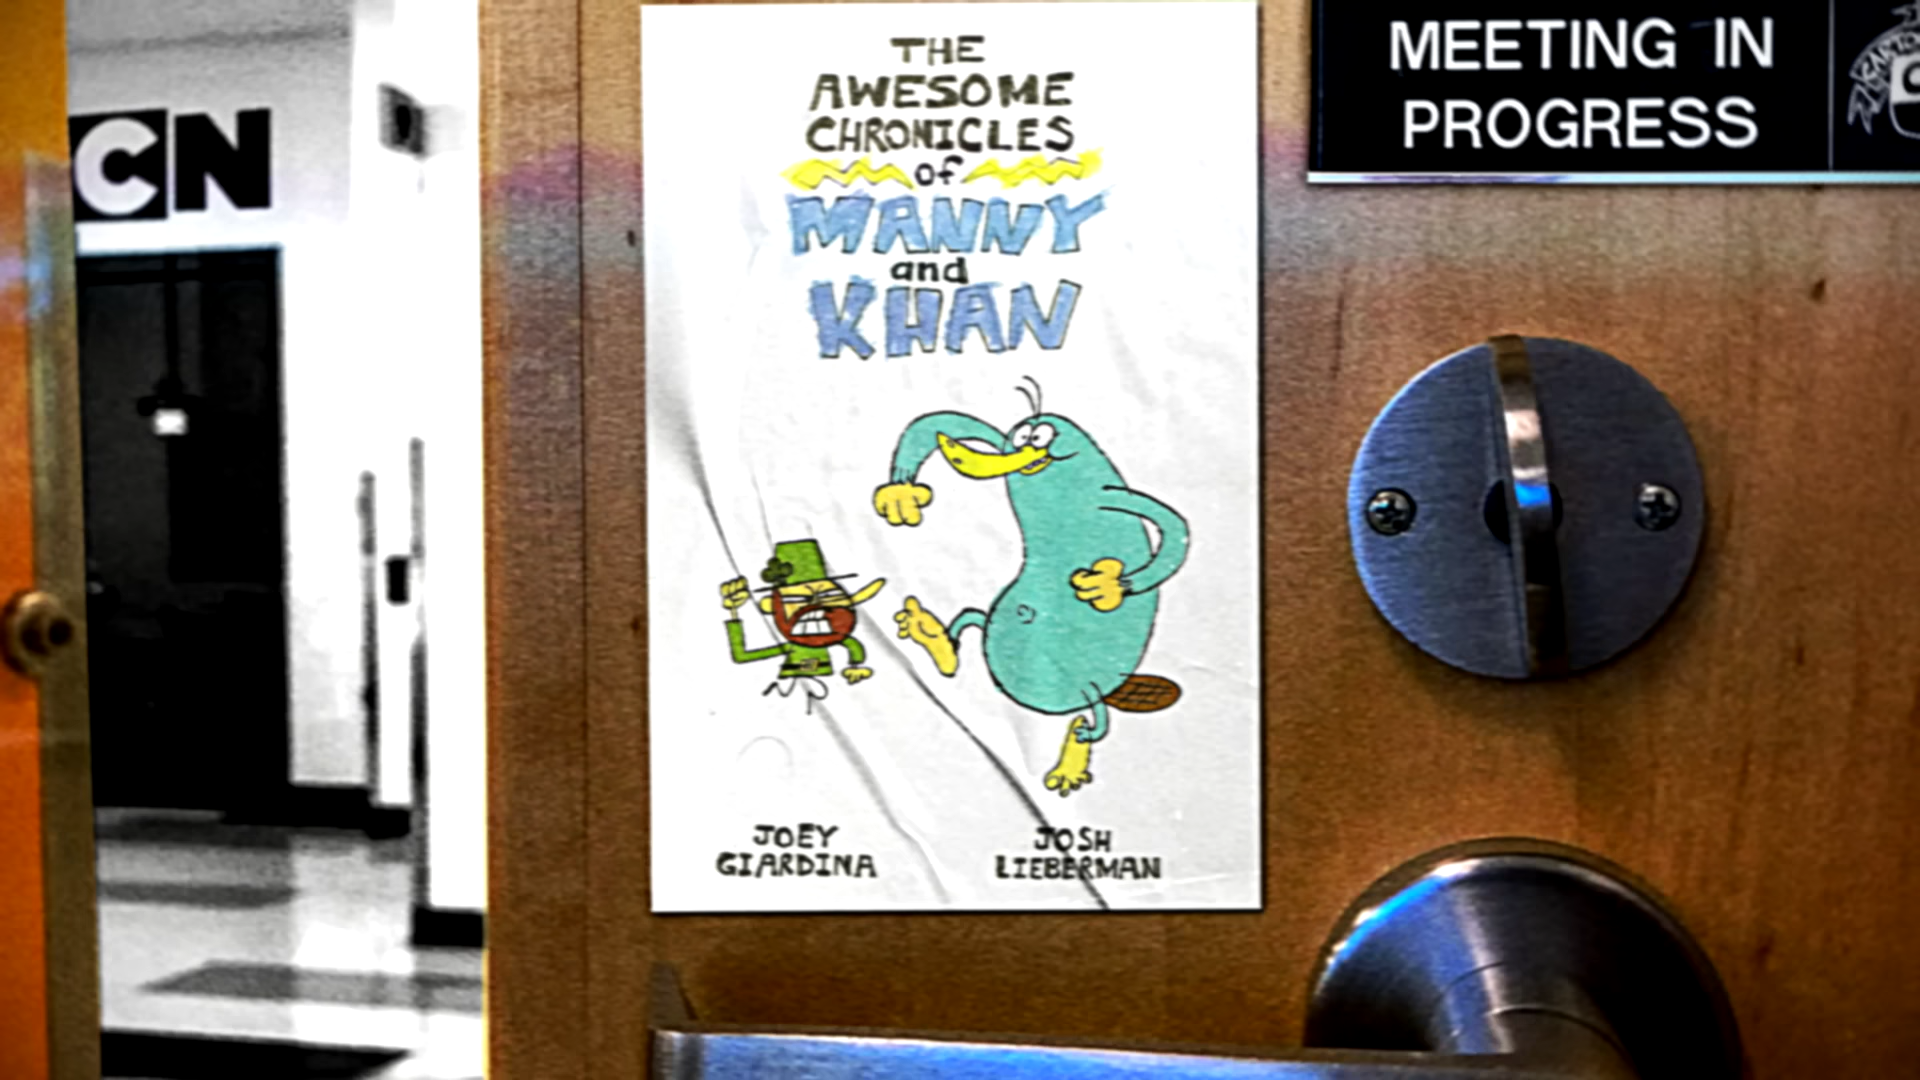 CN
THE
AWESOME
CHRONICLES
of
MANNY
and
KHAN
JOEY
GIARDINA
JOSH
LIEBERMAN
MEETING IN
PROGRESS